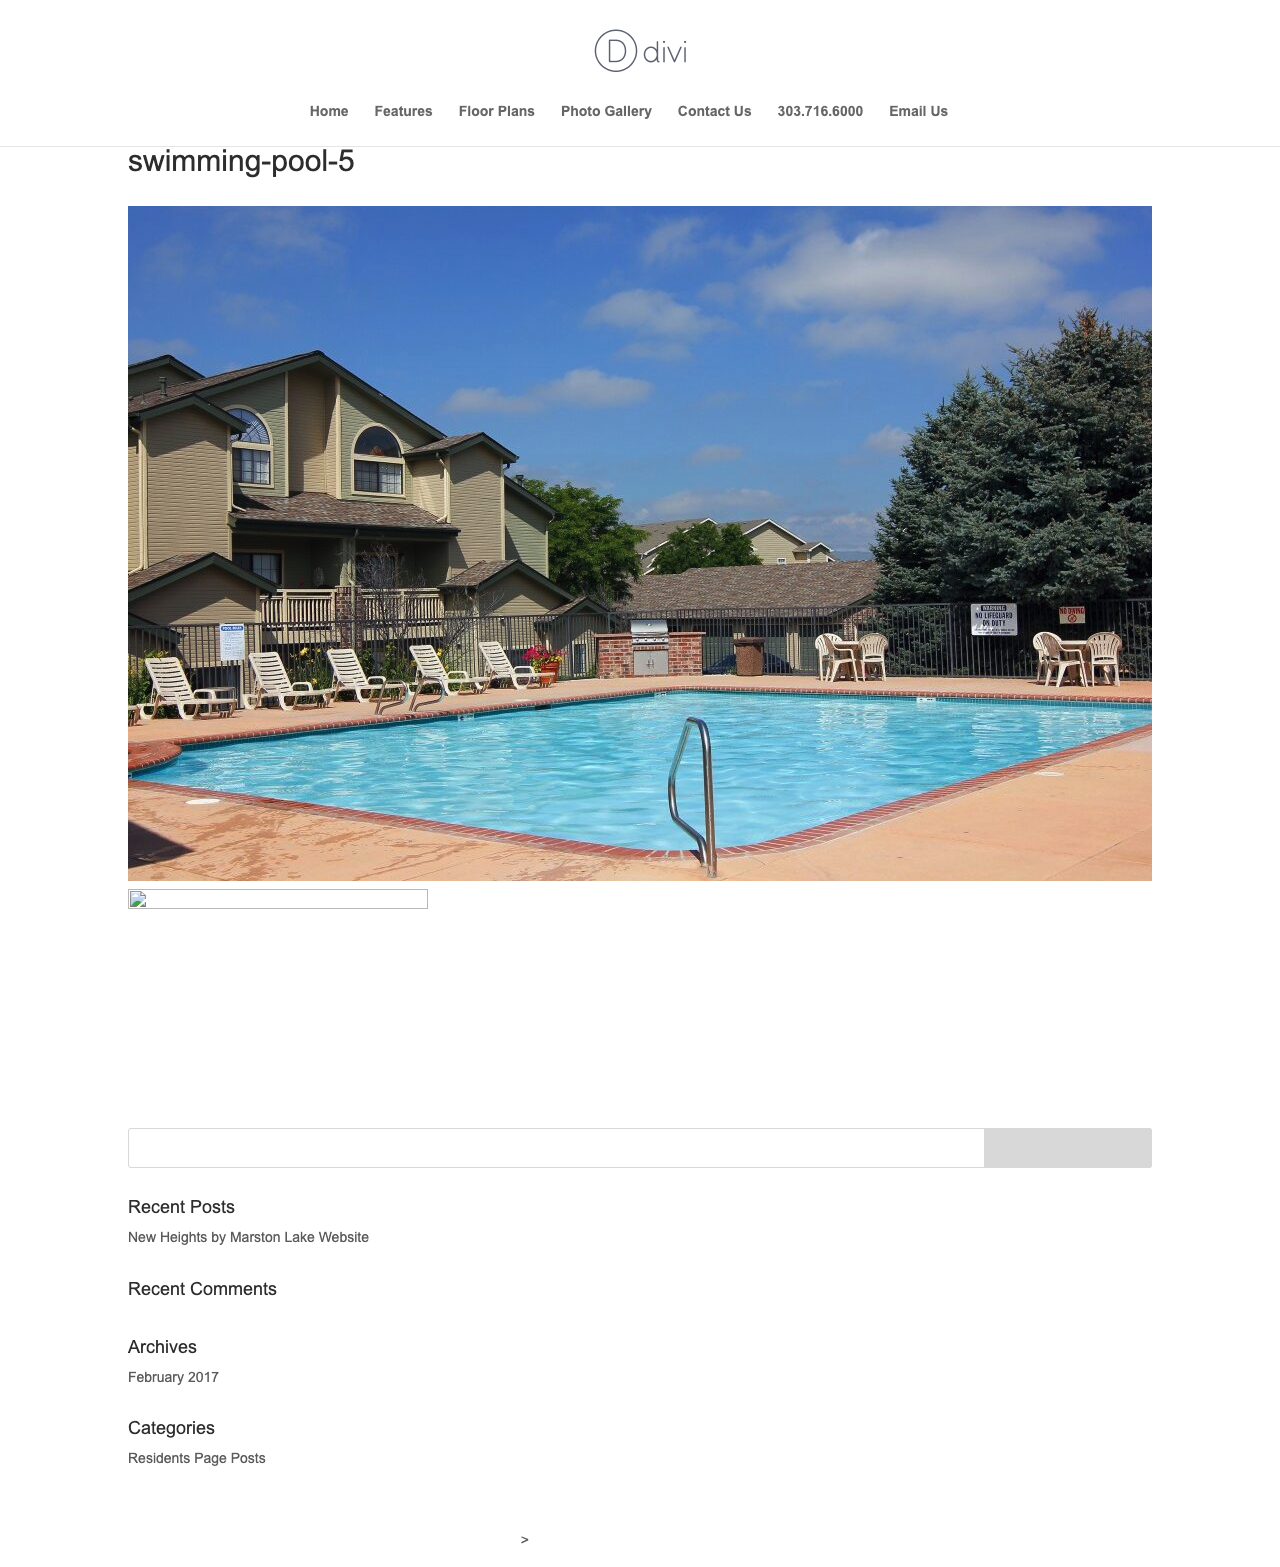 D divi
Home Features Floor Plans Photo Gallery Contact Us 303.716.6000 Email Us
swimming-pool-5
POOL RULES
WARNING
NO LIFEGUARD
ON DUTY
NO DIVING
Recent Posts
New Heights by Marston Lake Website
Recent Comments
Archives
February 2017
Categories
Residents Page Posts
>